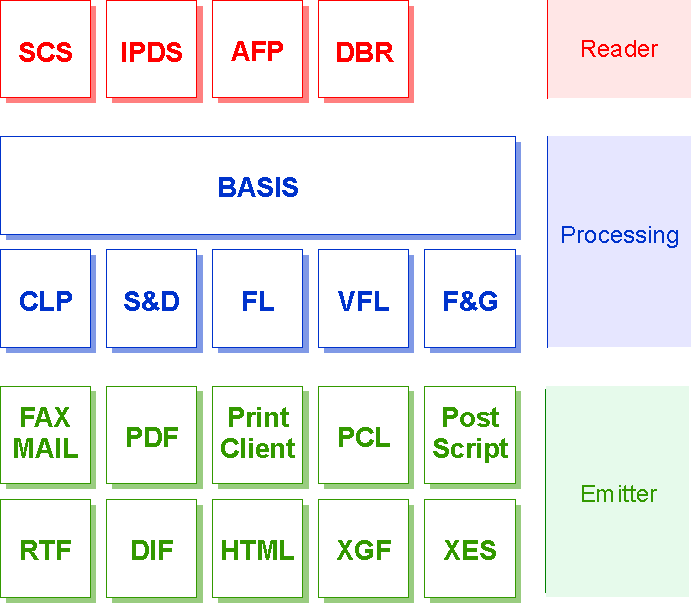 SCS
IPDS
AFP
DBR
Reader
BASIS
Processing
CLP
S&D
FL
VFL
F&G
FAX
MAIL
PDF
Print
Client
PCL
Post
Script
Emitter
RTF
DIF
HTML
XGF
XES